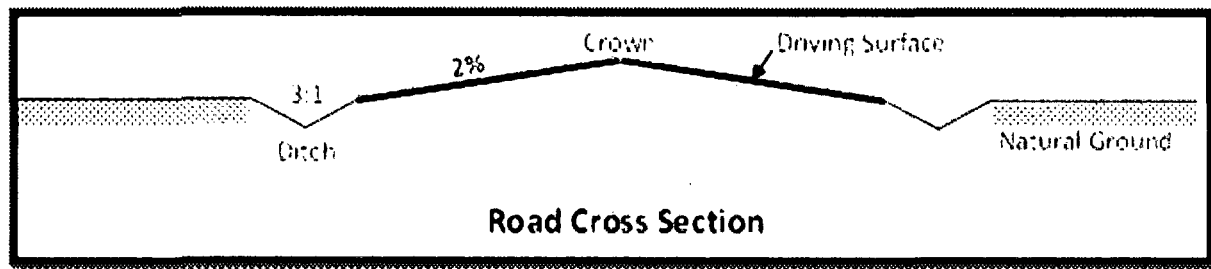 Crown
Driving Surface
2%
3:1
Ditch
Natural Ground
Road Cross Section